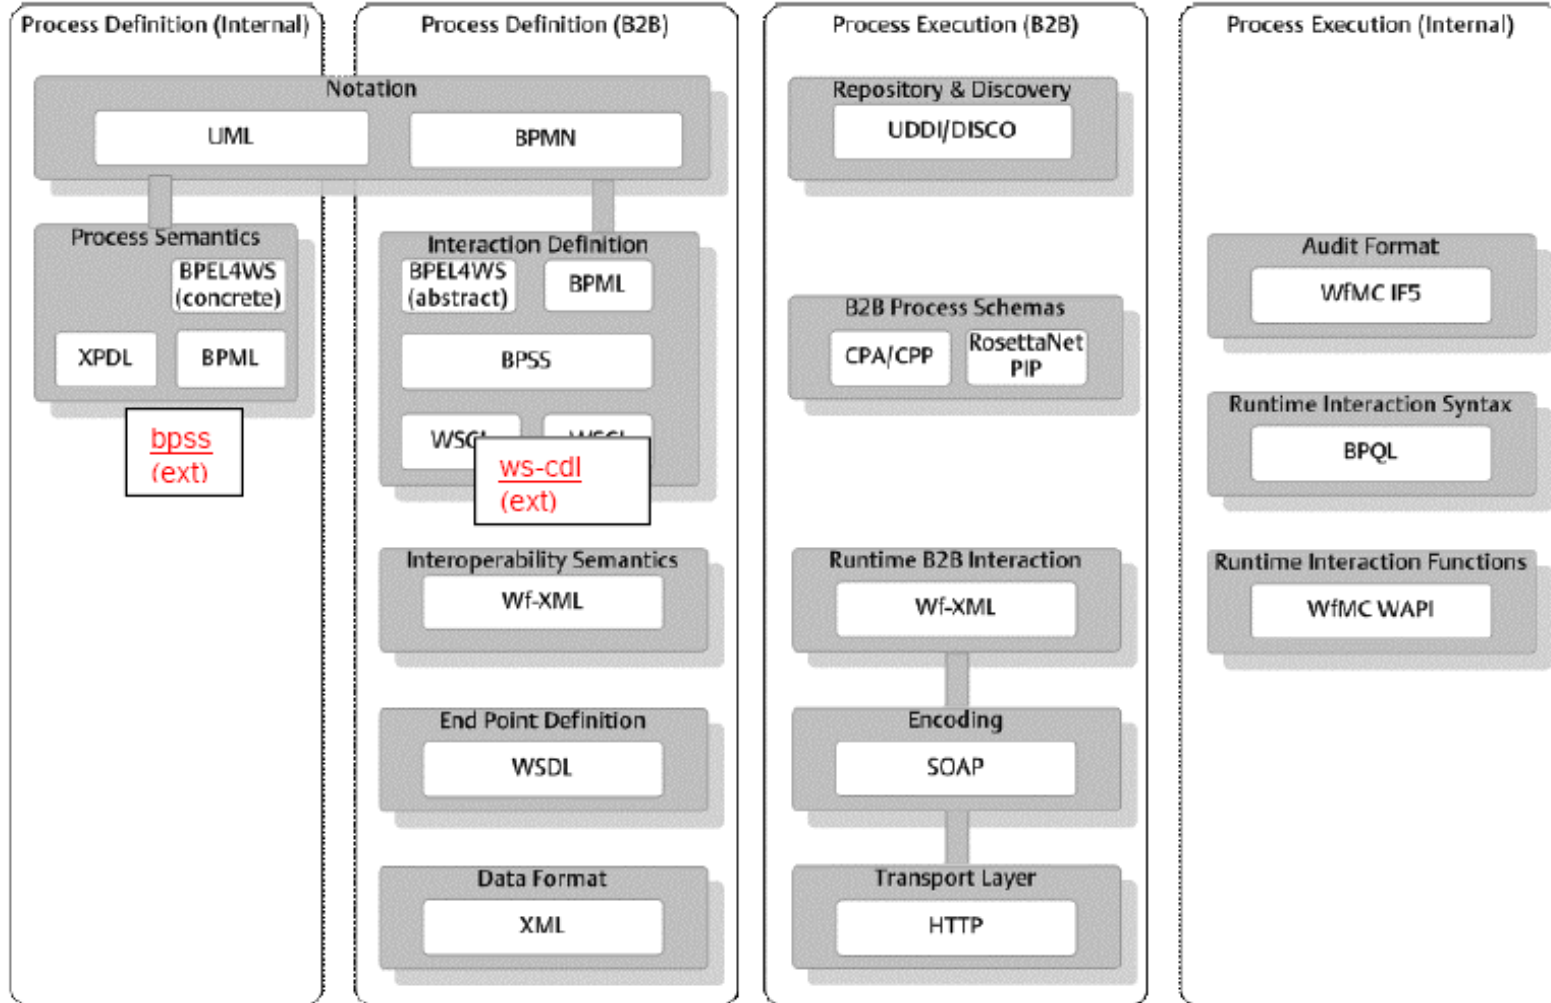 Process Definition (Internal)
Notation
UML
BPMN
Process Semantics
BPEL4WS
(concrete)
XPDL
BPML
bpss
(ext)
Process Definition (B2B)
Interaction Definition
BPEL4WS
(abstract)
BPML
BPSS
ws-cdl
(ext)
Interoperability Semantics
Wf-XML
End Point Definition
WSDL
Data Format
XML
Process Execution (B2B)
Repository & Discovery
UDDI/DISCO
B2B Process Schemas
CPA/CPP
RosettaNet
PIP
Runtime B2B Interaction
Wf-XML
Encoding
SOAP
Transport Layer
HTTP
Process Execution (Internal)
Audit Format
WfMC IF5
Runtime Interaction Syntax
BPQL
Runtime Interaction Functions
WfMC WAPI